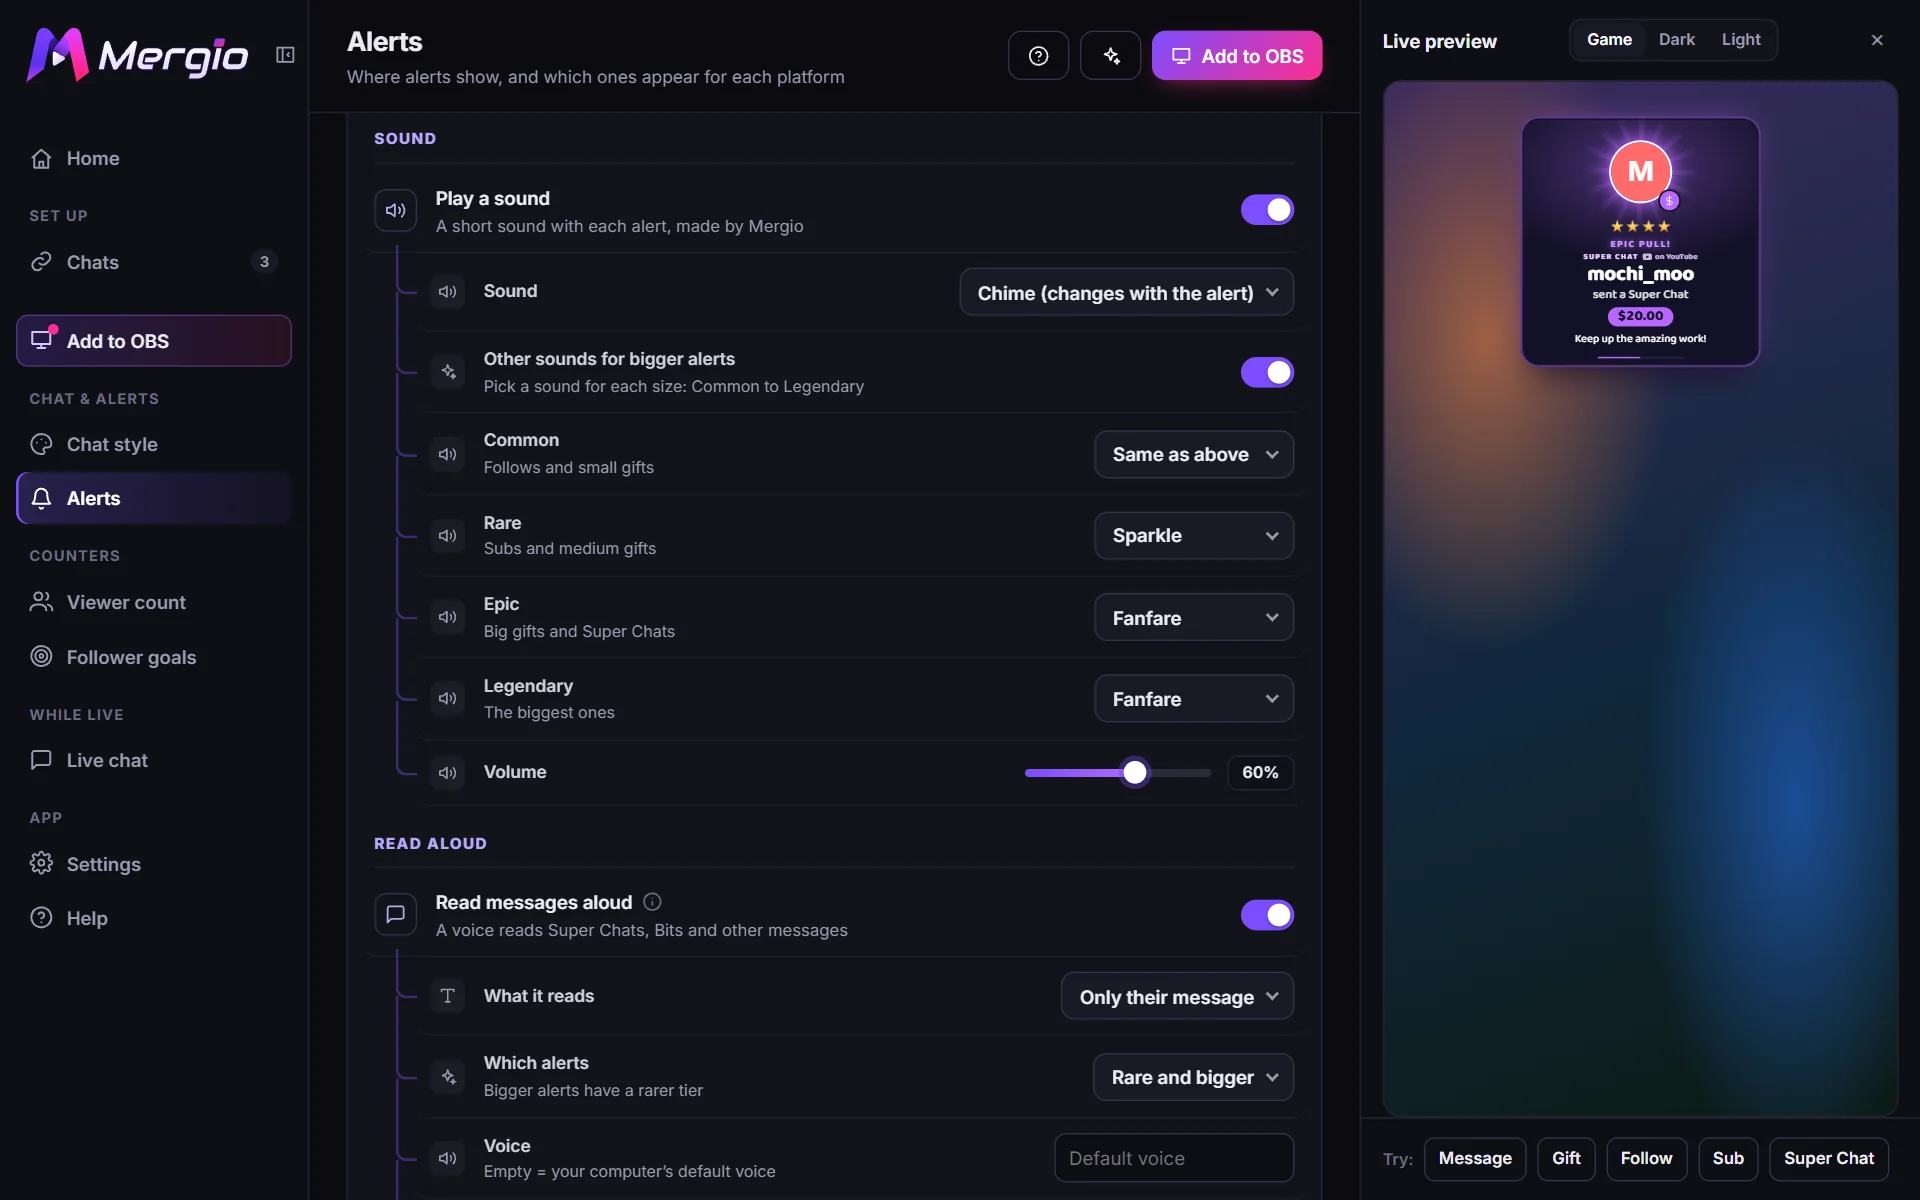 Mergio
Home
SET UP
Chats
3
Add to OBS
CHAT & ALERTS
Chat style
Alerts
COUNTERS
Viewer count
Follower goals
WHILE LIVE
Live chat
APP
Settings
Help
Alerts
Where alerts show, and which ones appear for each platform
Add to OBS
SOUND
Play a sound
A short sound with each alert, made by Mergio
Sound
Chime (changes with the alert)
Other sounds for bigger alerts
Pick a sound for each size: Common to Legendary
Common
Follows and small gifts
Same as above
Rare
Subs and medium gifts
Sparkle
Epic
Big gifts and Super Chats
Fanfare
Legendary
The biggest ones
Fanfare
Volume
60%
READ ALOUD
Read messages aloud
A voice reads Super Chats, Bits and other messages
What it reads
Only their message
Which alerts
Bigger alerts have a rarer tier
Rare and bigger
Voice
Empty = your computer's default voice
Default voice
Live preview
Game
Dark
Light
M
$
EPIC PULL!
SUPER CHAT on YouTube
mochi_moo
sent a Super Chat
$20.00
Keep up the amazing work!
Try:
Message
Gift
Follow
Sub
Super Chat